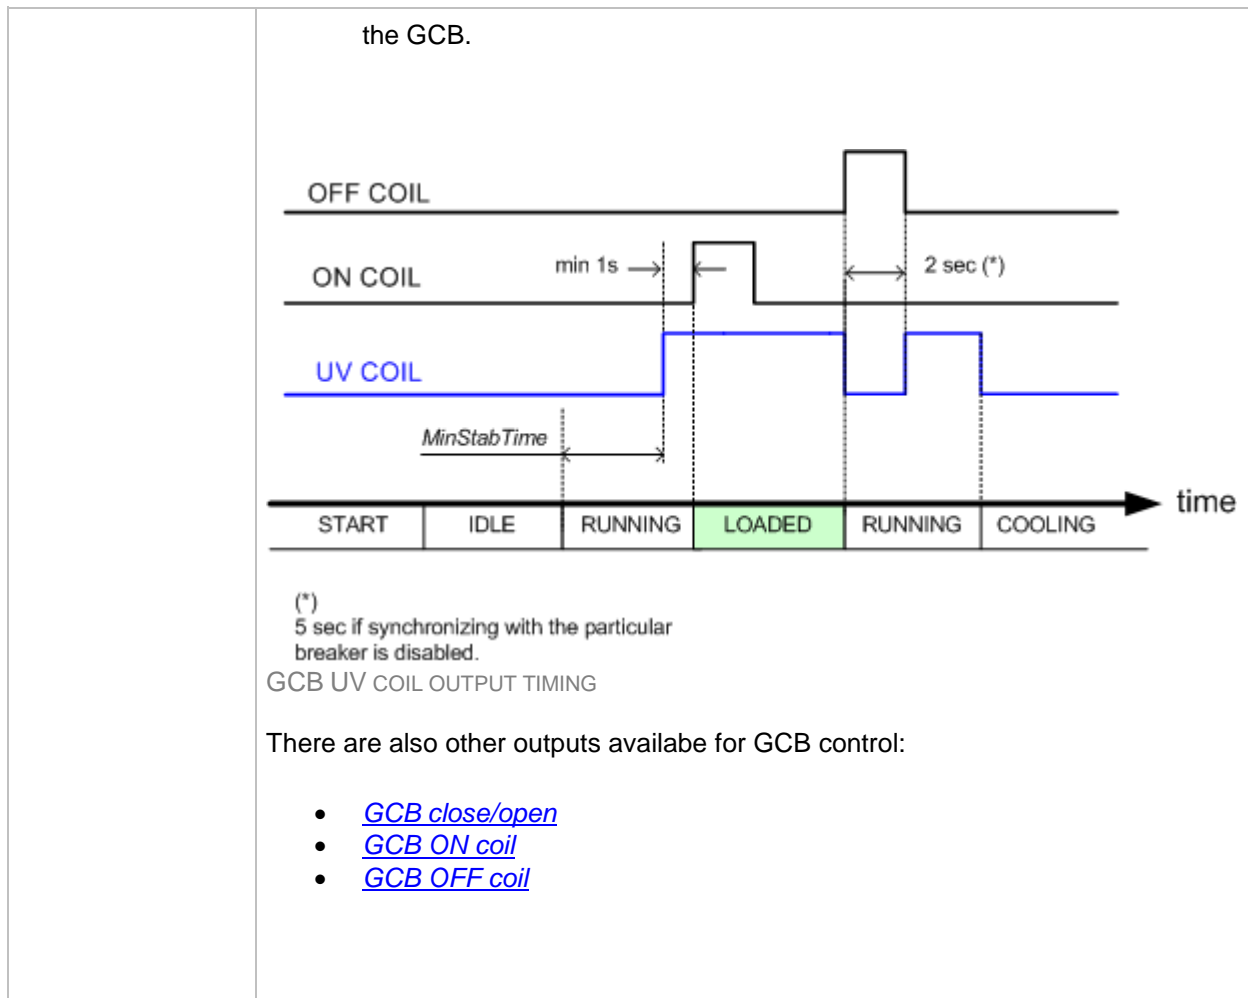 the GCB.
OFF COIL
ON COIL
min 1s
2 sec (*)
UV COIL
MinStabTime
time
START IDLE RUNNING LOADED RUNNING COOLING
(*)
5 sec if synchronizing with the particular
breaker is disabled.
GCB UV COIL OUTPUT TIMING
There are also other outputs availabe for GCB control:
• GCB close/open
• GCB ON coil
• GCB OFF coil